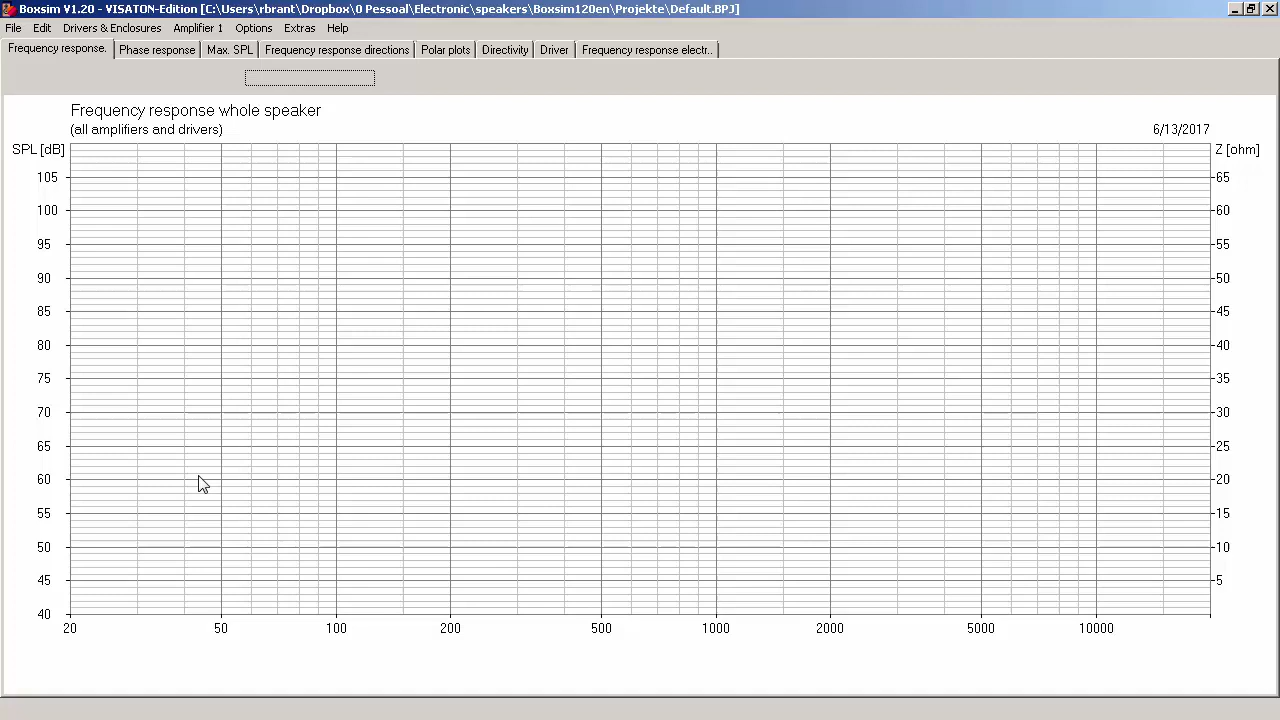 Boxsim V1.20 - VISATON-Edition [C:\Users\rbrant\Dropbox\0 Pessoal\Electronic\speakers\Boxsim120en\Projekte\Default.BPJ]
File Edit Drivers & Enclosures Amplifier 1 Options Extras Help
Frequency response. Phase response Max. SPL Frequency response directions Polar plots Directivity Driver Frequency response electr..
Frequency response whole speaker
(all amplifiers and drivers) 6/13/2017
SPL [dB] Z [ohm]
105 65
100 60
95 55
90 50
85 45
80 40
75 35
70 30
65 25
60 20
55 15
50 10
45 5
40
20 50 100 200 500 1000 2000 5000 10000